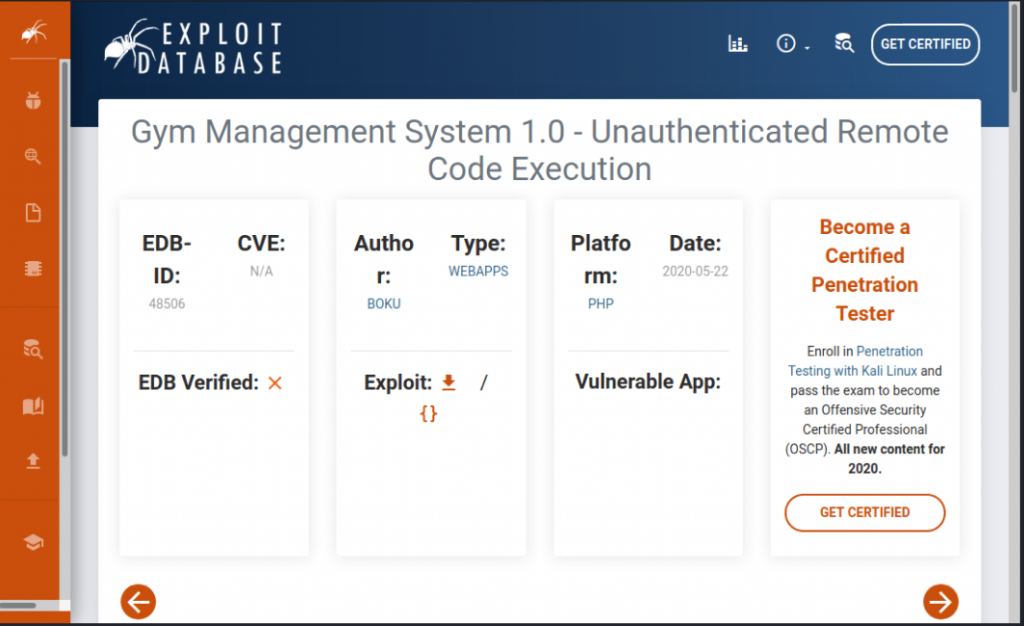 EXPLOIT
DATABASE
GET CERTIFIED
Gym Management System 1.0 - Unauthenticated Remote
Code Execution
EDB-
ID:
48506
CVE:
N/A
Autho
r:
BOKU
Type:
WEBAPPS
Platfo
rm:
PHP
Date:
2020-05-22
EDB Verified:
Exploit: /
{}
Vulnerable App:
Become a
Certified
Penetration
Tester
Enroll in Penetration
Testing with Kali Linux and
pass the exam to become
an Offensive Security
Certified Professional
(OSCP). All new content for
2020.
GET CERTIFIED